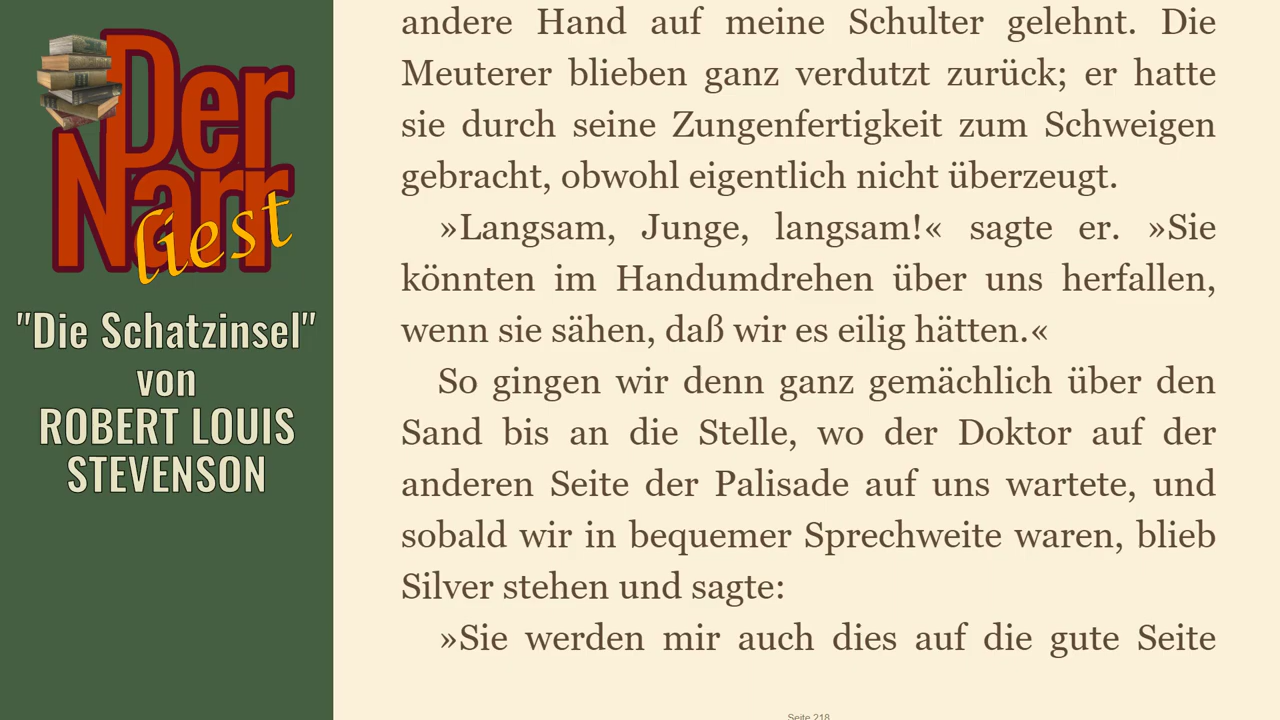 Der
Narr
liest
"Die Schatzinsel"
von
ROBERT LOUIS
STEVENSON
andere Hand auf meine Schulter gelehnt. Die
Meuterer blieben ganz verdutzt zurück; er hatte
sie durch seine Zungenfertigkeit zum Schweigen
gebracht, obwohl eigentlich nicht überzeugt.
»Langsam, Junge, langsam!« sagte er. »Sie
könnten im Handumdrehen über uns herfallen,
wenn sie sähen, daß wir es eilig hätten.«
So gingen wir denn ganz gemächlich über den
Sand bis an die Stelle, wo der Doktor auf der
anderen Seite der Palisade auf uns wartete, und
sobald wir in bequemer Sprechweite waren, blieb
Silver stehen und sagte:
»Sie werden mir auch dies auf die gute Seite
Seite 218